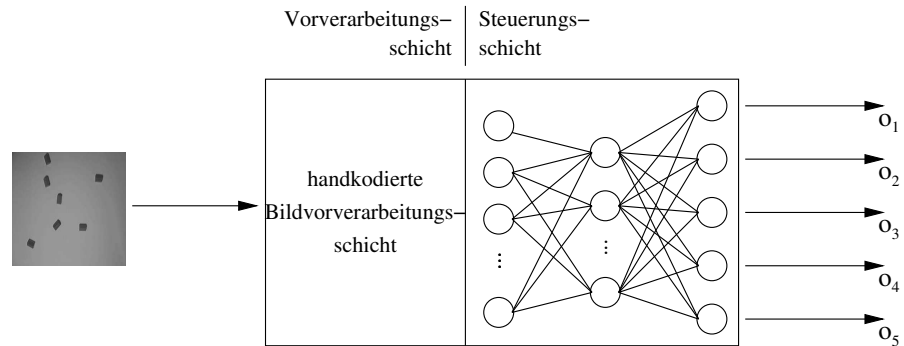 Vorverarbeitungs–
schicht
Steuerungs–
schicht
handkodierte
Bildvorverarbeitungs–
schicht
o1
o2
o3
o4
o5